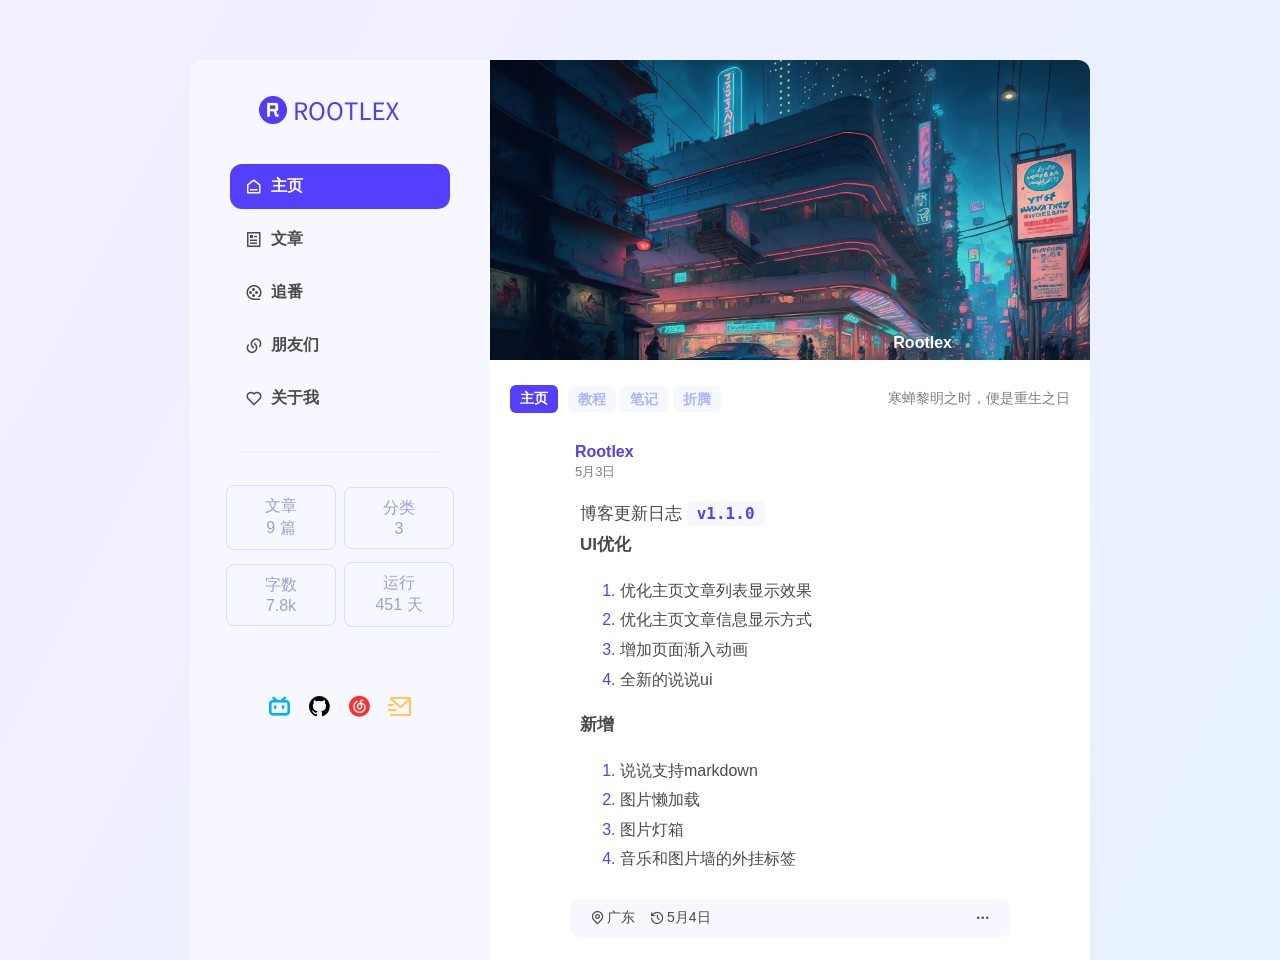 ROOTLEX
主页
文章
追番
朋友们
关于我
文章
9 篇
分类
3
字数
7.8k
运行
451 天
Rootlex
主页 教程 笔记 折腾
寒蝉黎明之时，便是重生之日
Rootlex
5月3日
博客更新日志 v1.1.0
UI优化
1. 优化主页文章列表显示效果
2. 优化主页文章信息显示方式
3. 增加页面渐入动画
4. 全新的说说ui
新增
1. 说说支持markdown
2. 图片懒加载
3. 图片灯箱
4. 音乐和图片墙的外挂标签
广东 5月4日